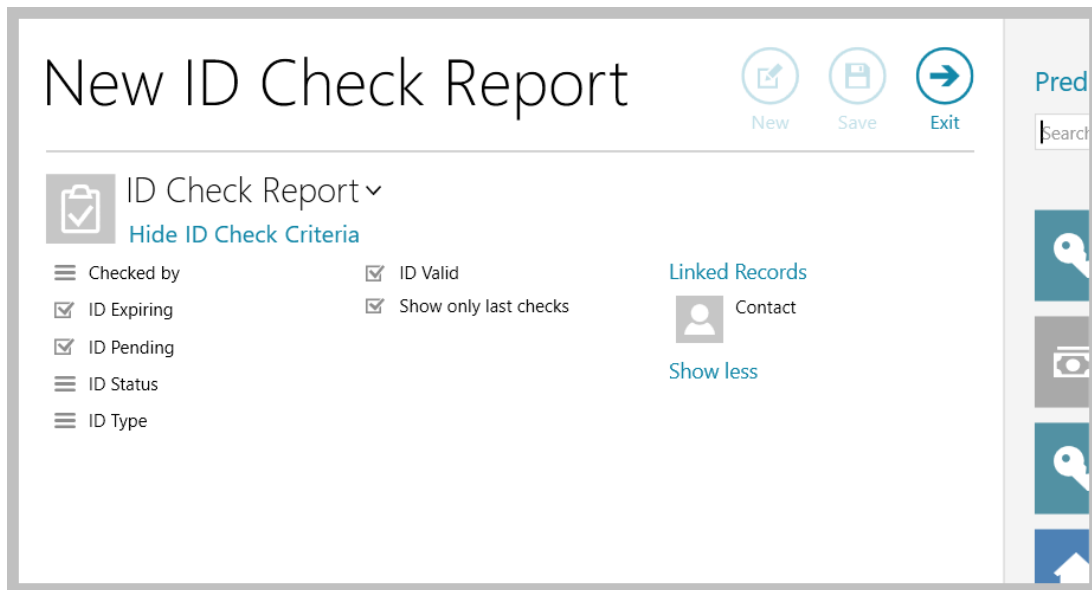 New ID Check Report
New Save Exit
ID Check Report
Hide ID Check Criteria
Checked by
ID Expiring
ID Pending
ID Status
ID Type
ID Valid
Show only last checks
Linked Records
Contact
Show less
Pred
Search